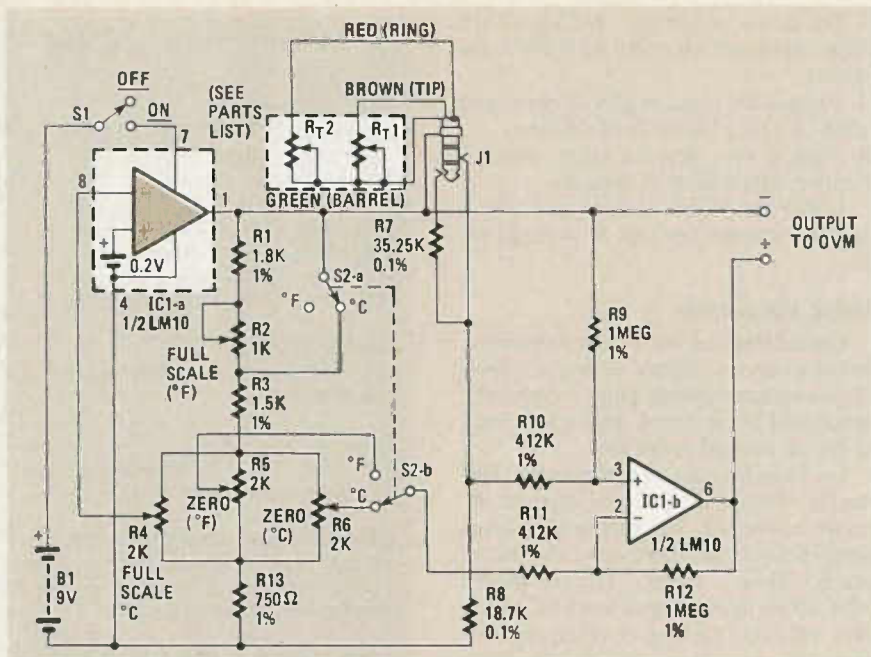 RED (RING)
BROWN (TIP)
OFF
ON
S1
(SEE
PARTS
LIST)
7
8
1
RT2
RT1
J1
GREEN (BARREL)
−
OUTPUT
TO OVM
+
+
0.2V
4
IC1-a
1/2 LM10
R1
1.8K
1%
R7
35.25K
0.1%
S2-a
°F
°C
R2
1K
FULL
SCALE
(°F)
R9
1MEG
1%
R3
1.5K
1%
R10
412K
1%
R5
2K
°F
S2-b
°C
ZERO
(°F)
ZERO
(°C)
R6
2K
R4
2K
FULL
SCALE
°C
3
+
IC1-b
6
2
−
1/2 LM10
R11
412K
1%
R12
1MEG
1%
R8
18.7K
0.1%
R13
750Ω
1%
+
B1
9V